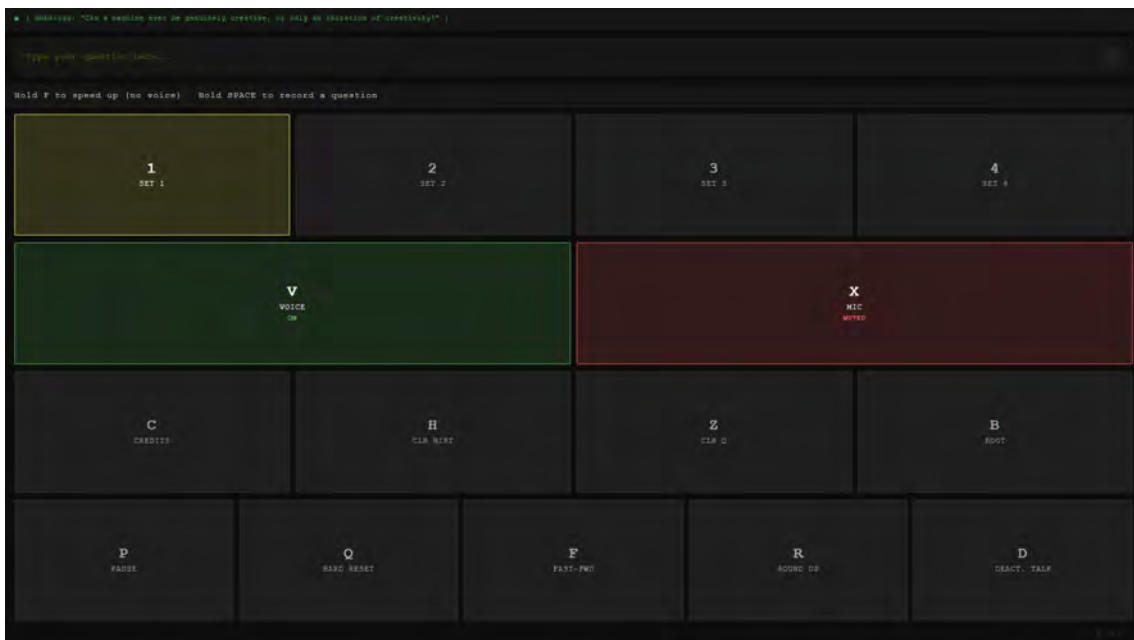 "Can a machine ever be genuinely creative, or only an imitation of creativity?"
Type your question here...
Hold F to speed up (no voice) Hold SPACE to record a question
1
SET 1
2
SET 2
3
SET 3
4
SET 4
V
VOICE
ON
X
MIC
MUTED
C
CREDITS
H
CLR HIST
Z
CLR Q
B
BOOT
P
PAUSE
Q
HARD RESET
F
FAST-FWD
R
ROUND UP
D
DEACT. TALK